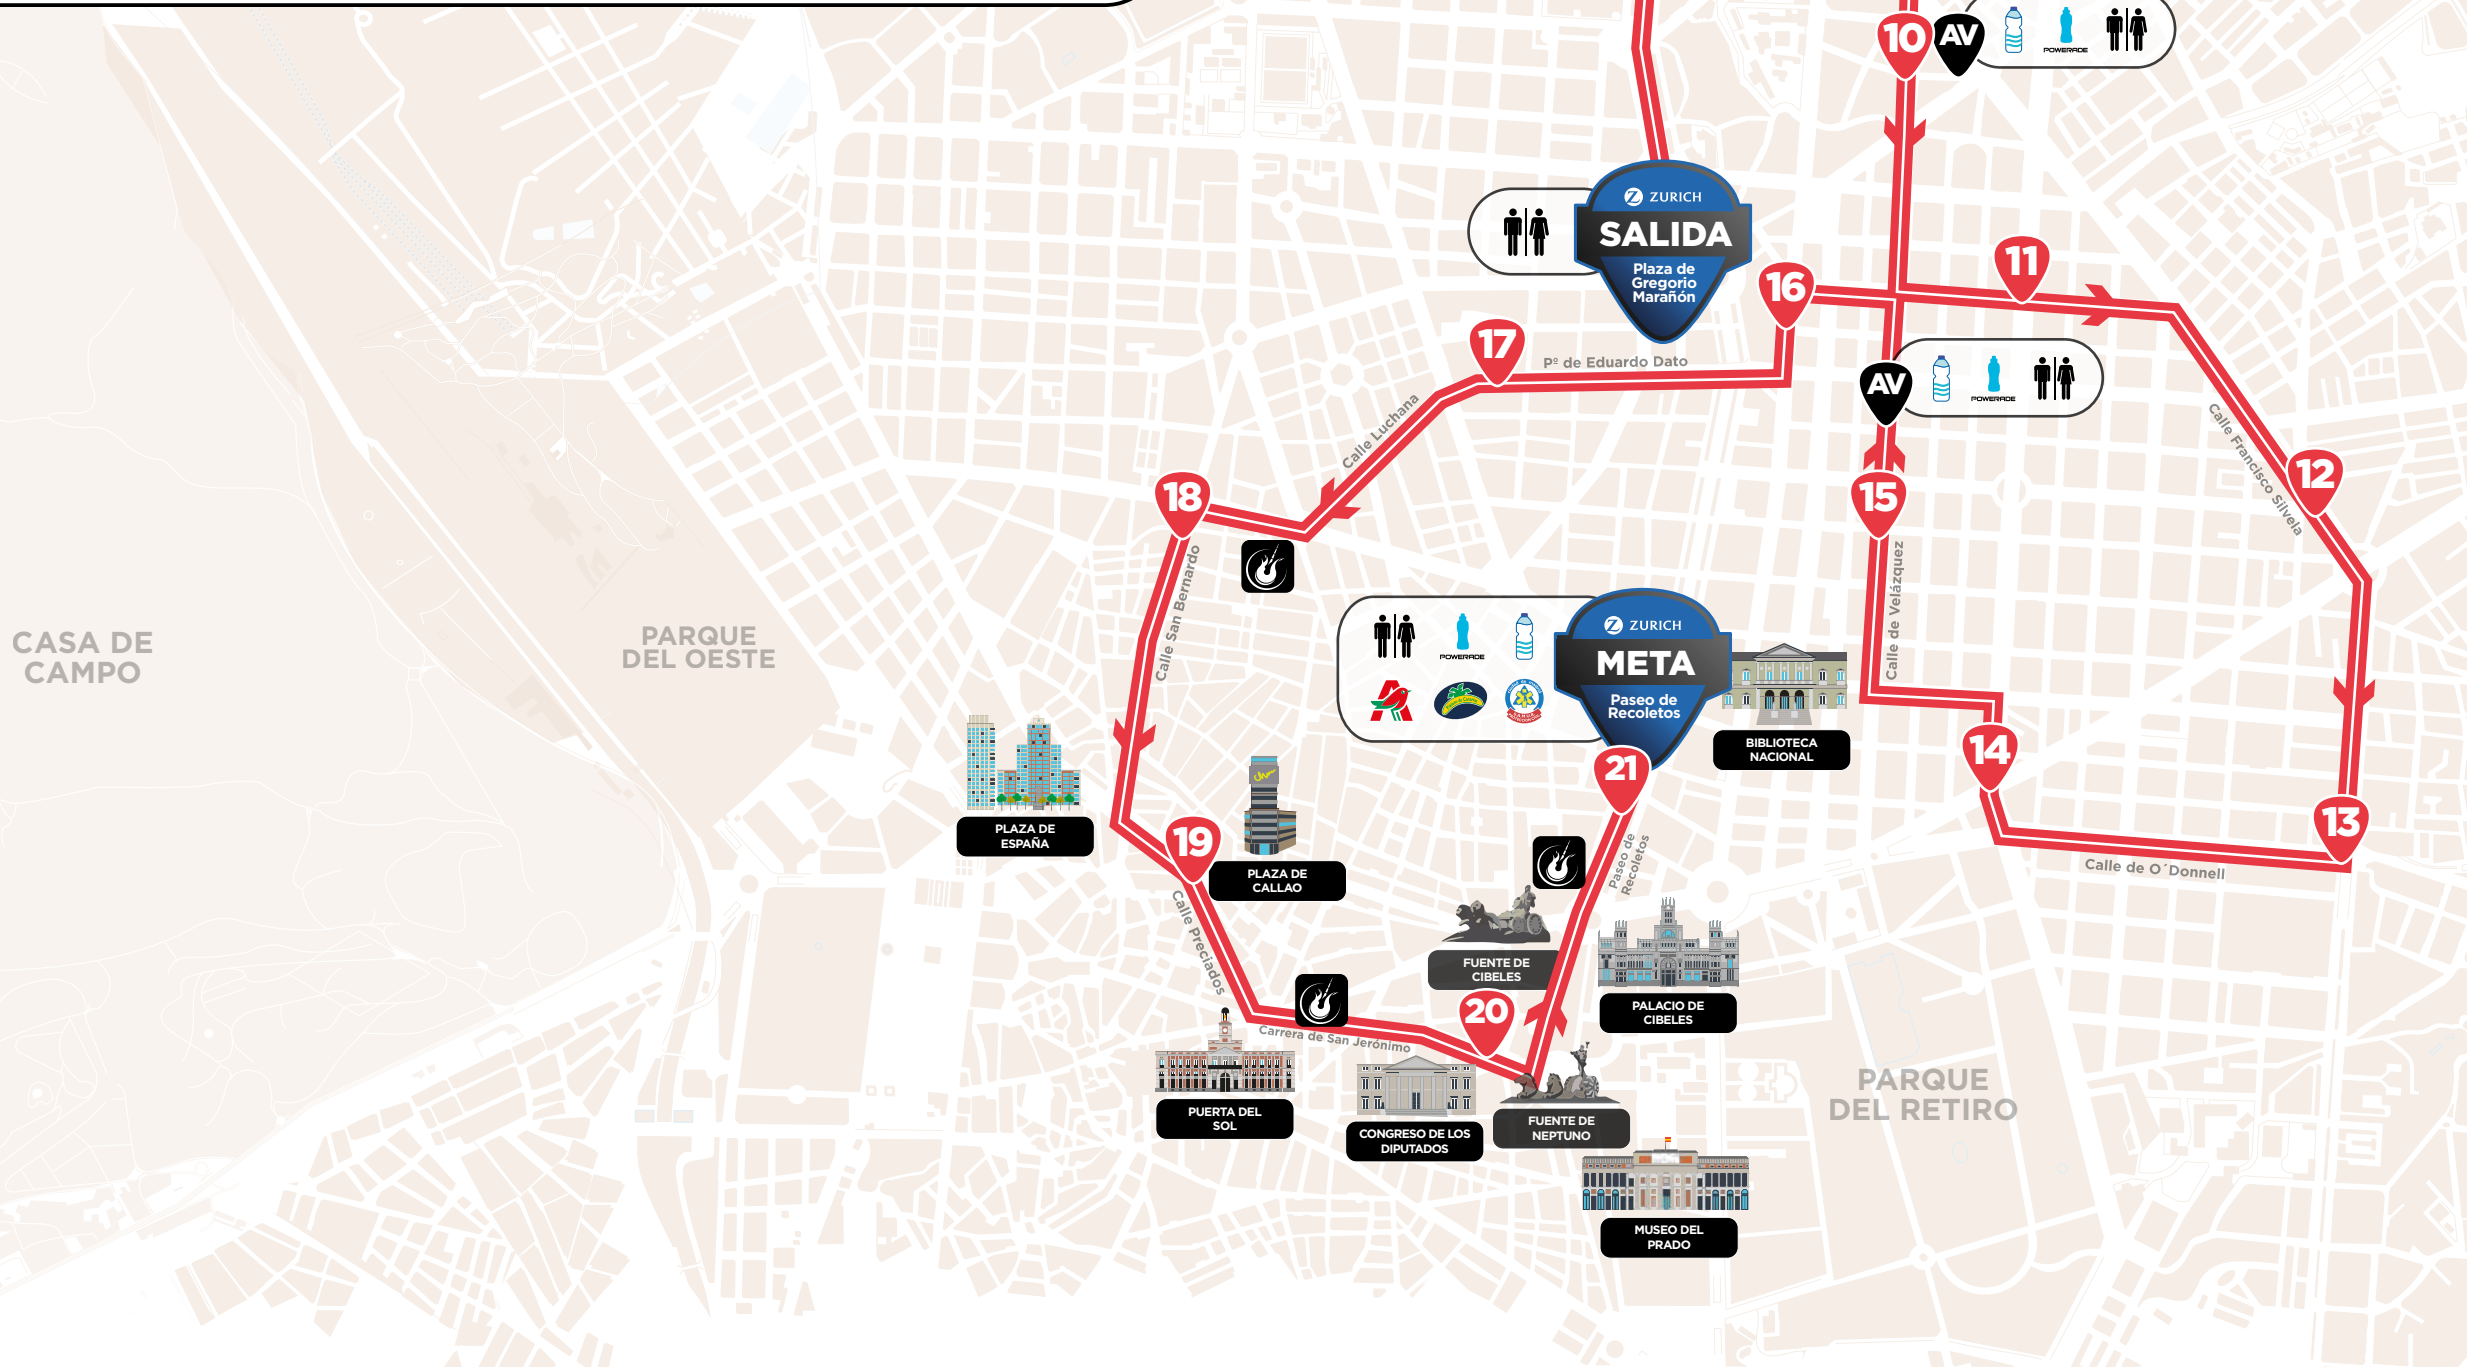 10
AV
POWERADE
ZURICH
SALIDA
Plaza de
Gregorio
Marañón
16
11
17
Pº de Eduardo Dato
AV
POWERADE
Calle Luchana
Calle Francisco Silvela
12
18
15
Calle San Bernardo
Calle de Velázquez
CASA DE
CAMPO
PARQUE
DEL OESTE
POWERADE
ZURICH
META
Paseo de
Recoletos
BIBLIOTECA
NACIONAL
14
21
13
PLAZA DE
ESPAÑA
19
PLAZA DE
CALLAO
Paseo de
Recoletos
Calle de O´Donnell
Calle Preciados
FUENTE DE
CIBELES
20
PALACIO DE
CIBELES
Carrera de San Jerónimo
PUERTA DEL
SOL
CONGRESO DE LOS
DIPUTADOS
FUENTE DE
NEPTUNO
PARQUE
DEL RETIRO
MUSEO DEL
PRADO